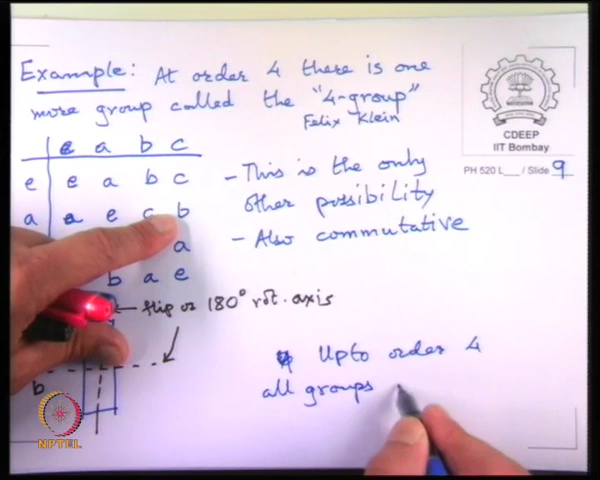 Example: At order 4 there is one
more group called the "4-group"
Felix Klein
e a b c
e e a b c
a a e c b
a
b a e
- This is the only
other possibility
- Also commutative
← flip or 180° rot. axis
b
Upto order 4
all groups
CDEEP
IIT Bombay
PH 520 L___ / Slide 9
NPTEL